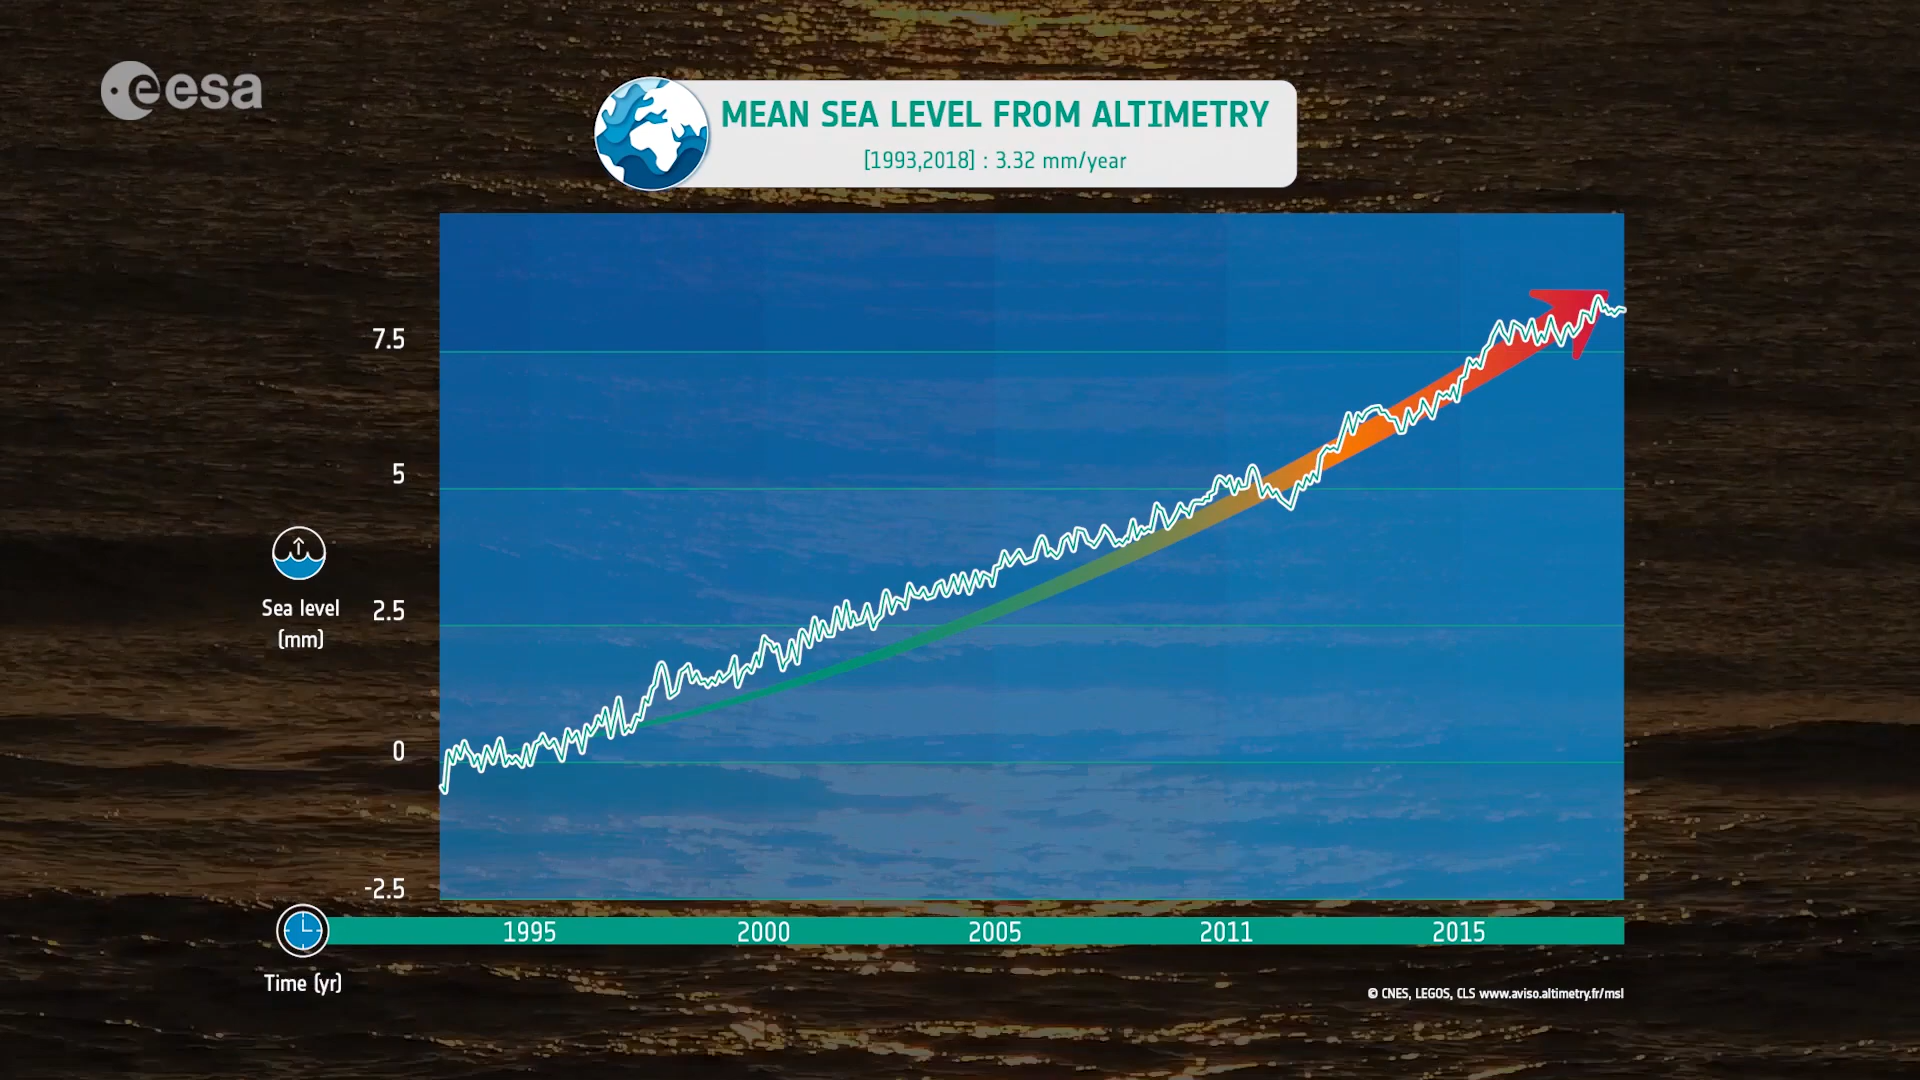 eesa
MEAN SEA LEVEL FROM ALTIMETRY
[1993,2018] : 3.32 mm/year
7.5
5
2.5
0
-2.5
Sea level
(mm)
1995 2000 2005 2011 2015
Time (yr)
© CNES, LEGOS, CLS www.aviso.altimetry.fr/msl